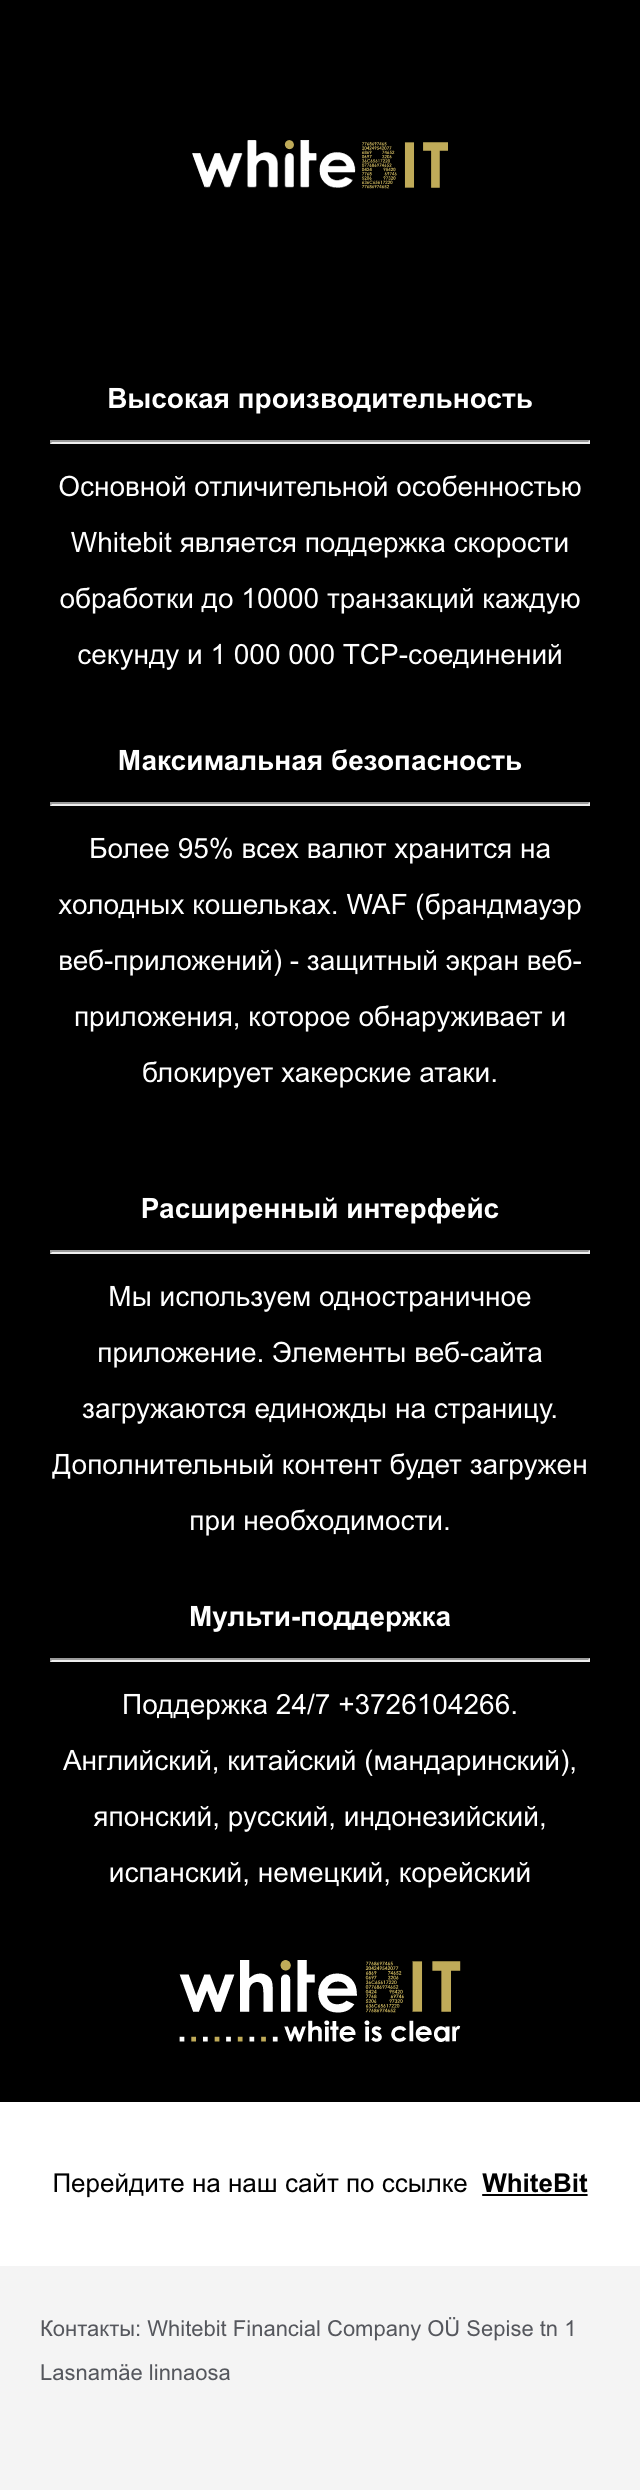 whiteBIT
Высокая производительность
Основной отличительной особенностью
Whitebit является поддержка скорости
обработки до 10000 транзакций каждую
секунду и 1 000 000 TCP-соединений
Максимальная безопасность
Более 95% всех валют хранится на
холодных кошельках. WAF (брандмауэр
веб-приложений) - защитный экран веб-
приложения, которое обнаруживает и
блокирует хакерские атаки.
Расширенный интерфейс
Мы используем одностраничное
приложение. Элементы веб-сайта
загружаются единожды на страницу.
Дополнительный контент будет загружен
при необходимости.
Мульти-поддержка
Поддержка 24/7 +3726104266.
Английский, китайский (мандаринский),
японский, русский, индонезийский,
испанский, немецкий, корейский
whiteBIT
white is clear
Перейдите на наш сайт по ссылке WhiteBit
Контакты: Whitebit Financial Company OÜ Sepise tn 1
Lasnamäe linnaosa